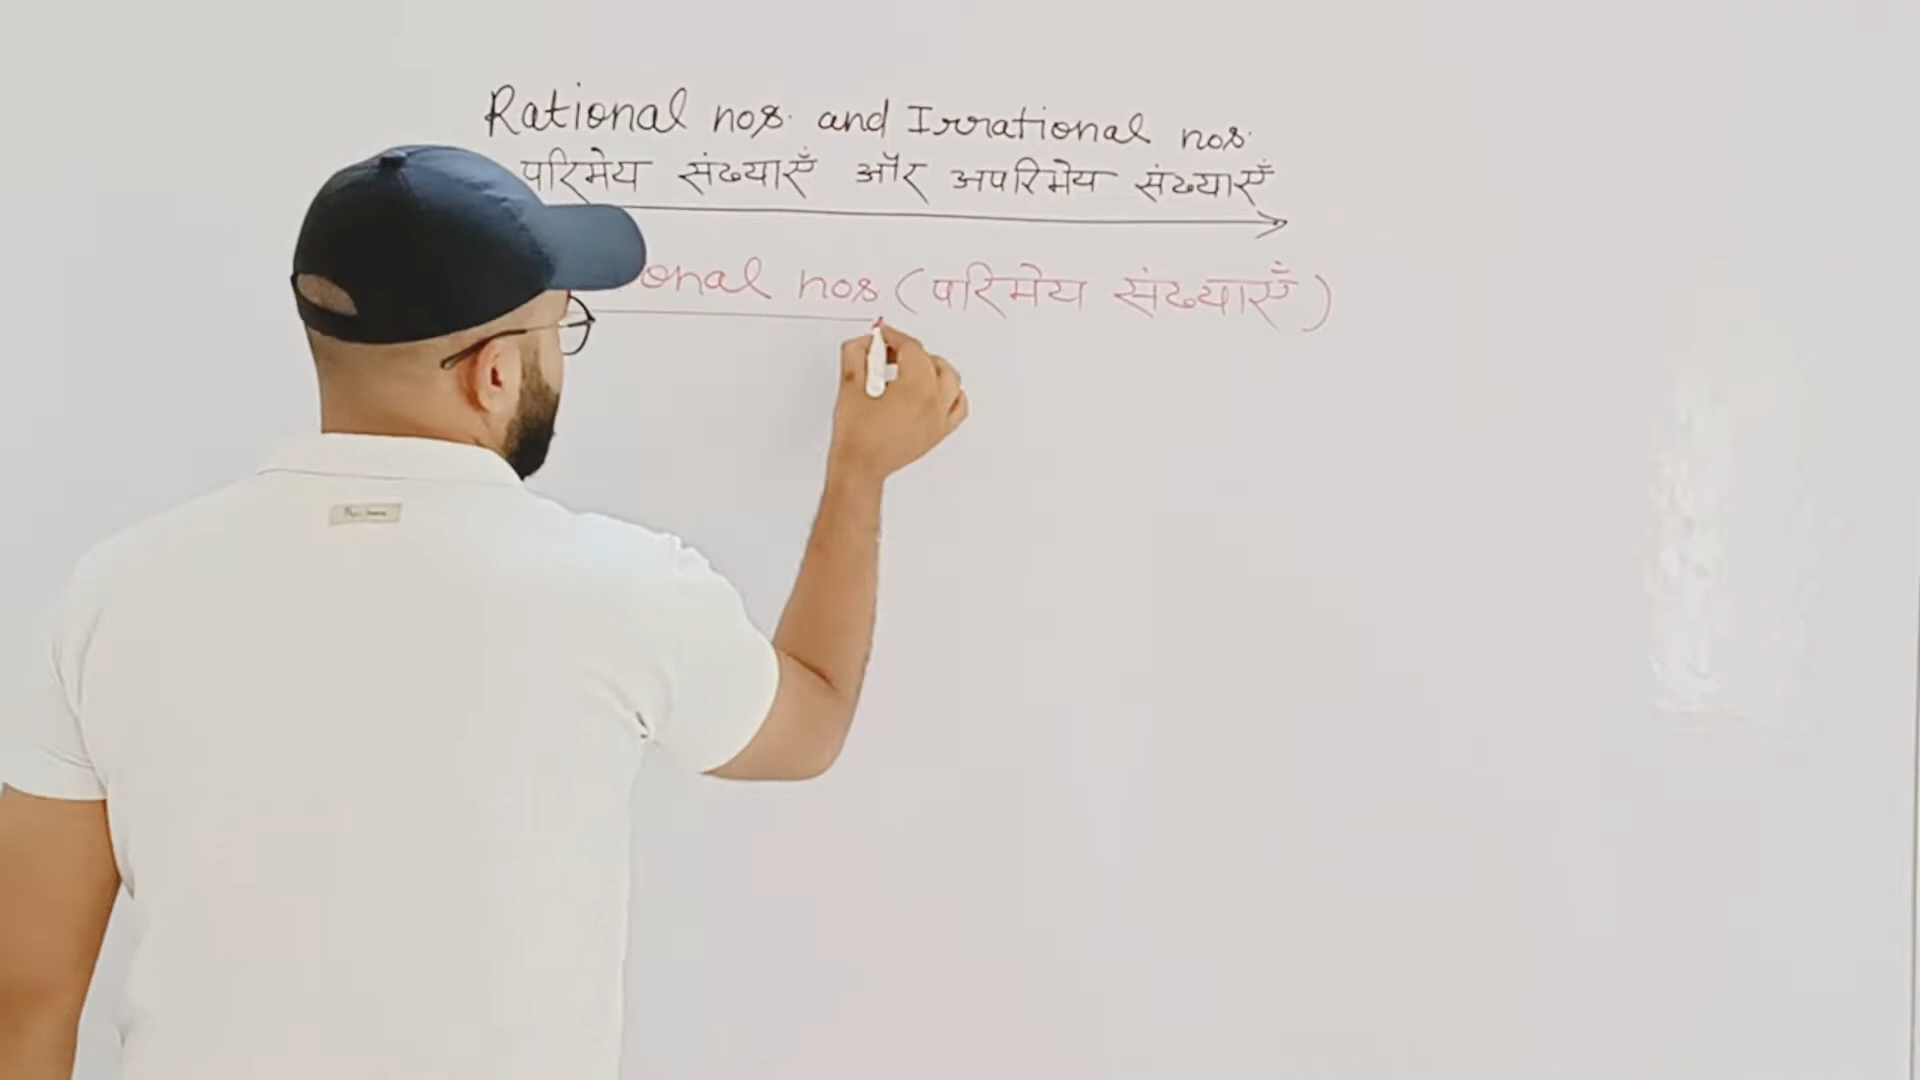 Rational nos. and Irrational nos.
परिमेय संख्याएँ और अपरिमेय संख्याएँ
onal nos (परिमेय संख्याएँ)